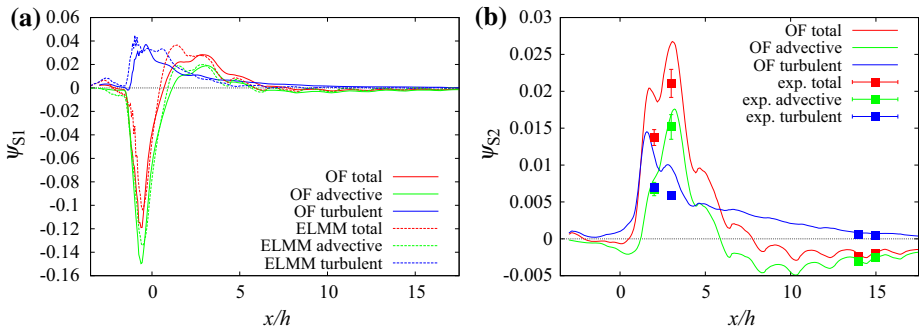 (a)
0.06
0.04
0.02
0
-0.02
-0.04
-0.06
-0.08
-0.1
-0.12
-0.14
-0.16
ψS1
0 5 10 15
x/h
OF total
OF advective
OF turbulent
ELMM total
ELMM advective
ELMM turbulent
(b)
0.03
0.025
0.02
0.015
0.01
0.005
0
-0.005
ψS2
0 5 10 15
x/h
OF total
OF advective
OF turbulent
exp. total
exp. advective
exp. turbulent